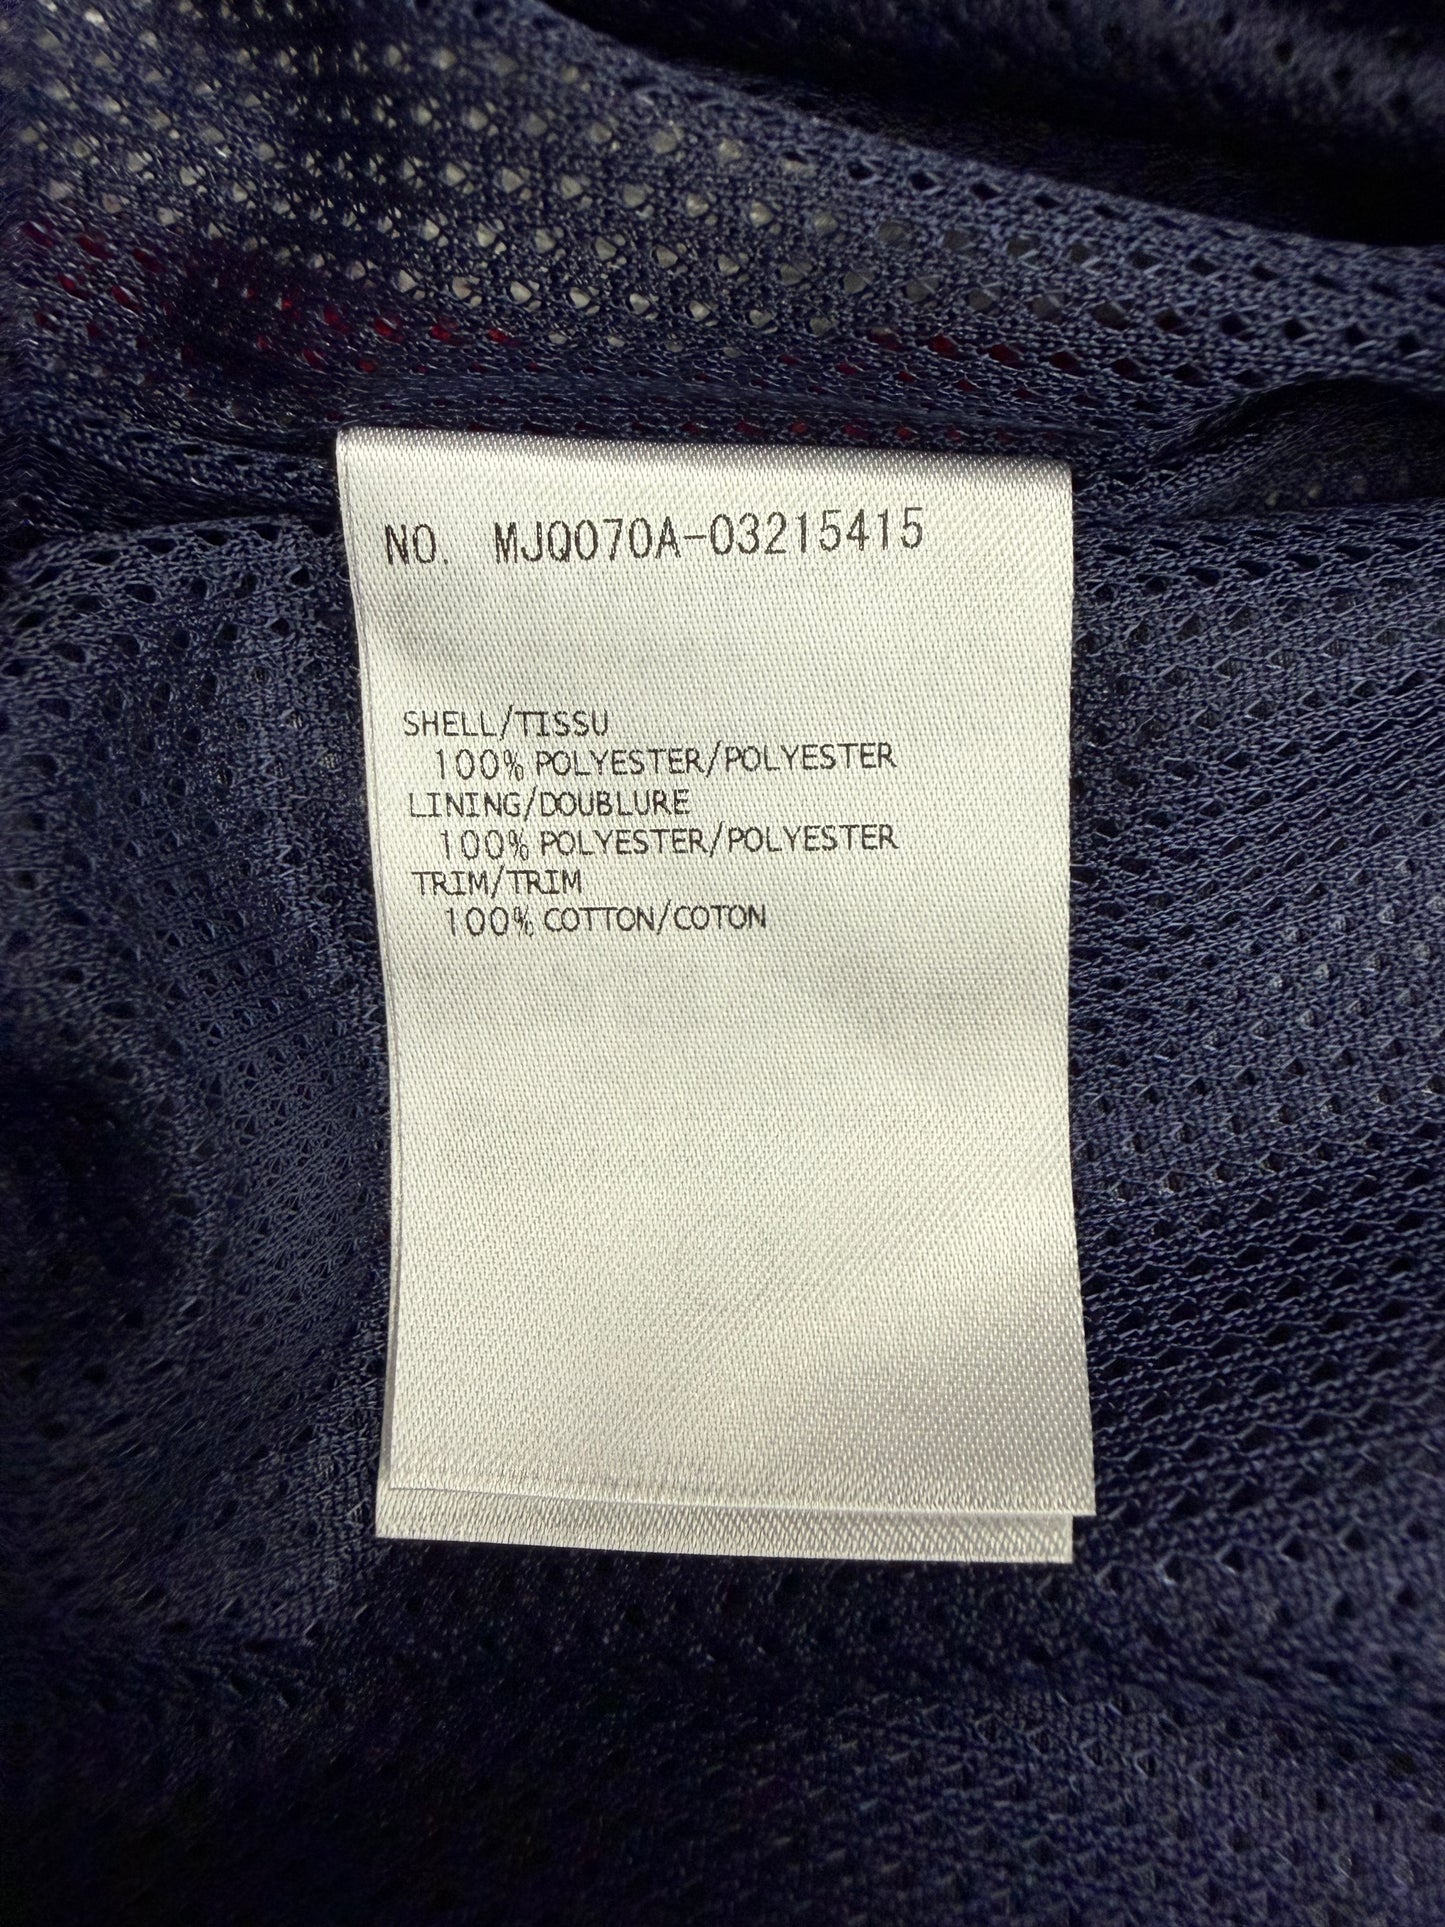 NO. MJQ070A-03215415
SHELL/TISSU
100% POLYESTER/POLYESTER
LINING/DOUBLURE
100% POLYESTER/POLYESTER
TRIM/TRIM
100% COTTON/COTON